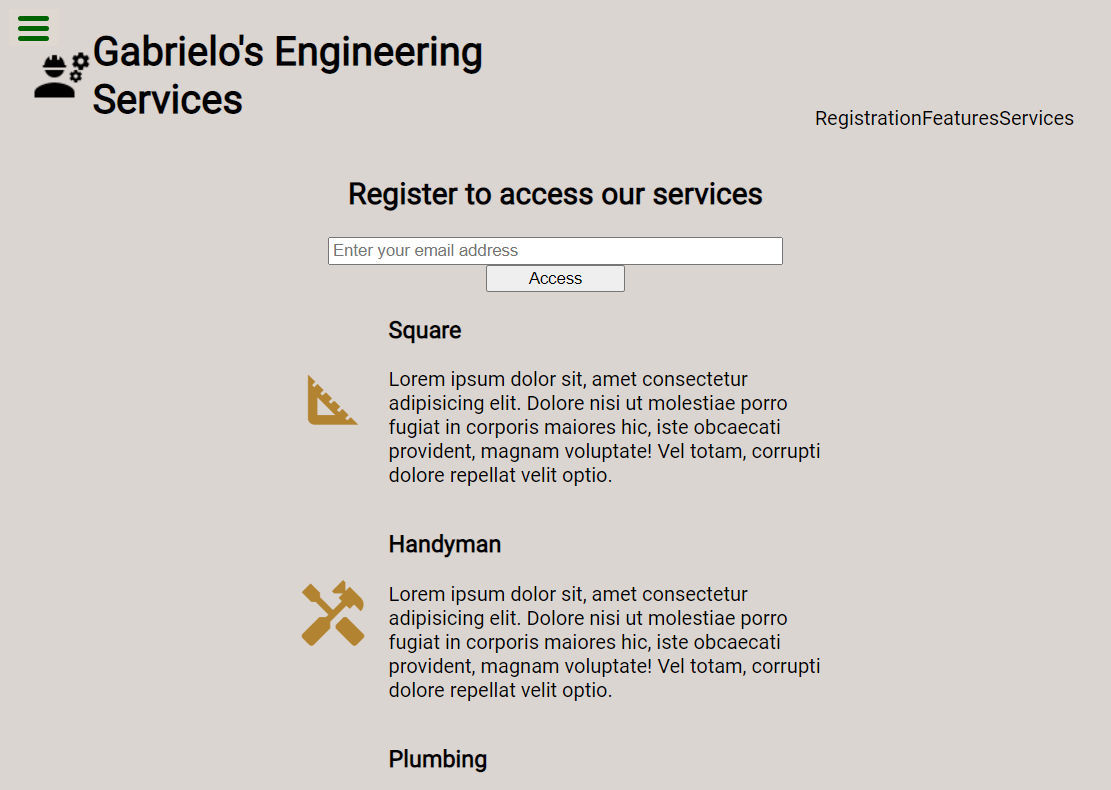 Gabrielo's Engineering
Services
RegistrationFeaturesServices
Register to access our services
Enter your email address
Access
Square
Lorem ipsum dolor sit, amet consectetur
adipisicing elit. Dolore nisi ut molestiae porro
fugiat in corporis maiores hic, iste obcaecati
provident, magnam voluptate! Vel totam, corrupti
dolore repellat velit optio.
Handyman
Lorem ipsum dolor sit, amet consectetur
adipisicing elit. Dolore nisi ut molestiae porro
fugiat in corporis maiores hic, iste obcaecati
provident, magnam voluptate! Vel totam, corrupti
dolore repellat velit optio.
Plumbing